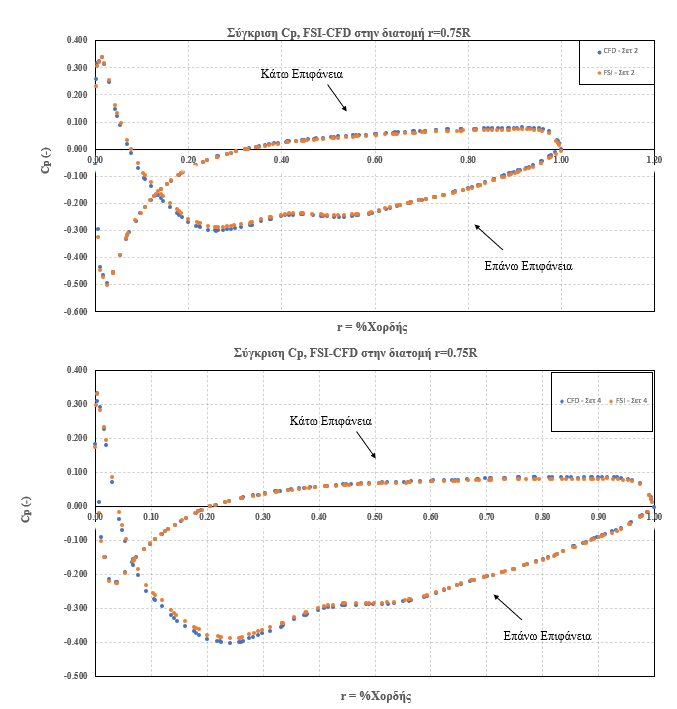 Σύγκριση Cp, FSI-CFD στην διατομή r=0.75R
0.400
0.300
0.200
0.100
0.000
-0.100
-0.200
-0.300
-0.400
-0.500
-0.600
Cp (-)
0.00 0.20 0.40 0.60 0.80 1.00 1.20
CFD - Σετ 2
FSI - Σετ 2
Κάτω Επιφάνεια
Επάνω Επιφάνεια
r = %Χορδής
Σύγκριση Cp, FSI-CFD στην διατομή r=0.75R
0.400
0.300
0.200
0.100
0.000
-0.100
-0.200
-0.300
-0.400
-0.500
Cp (-)
0.00 0.10 0.20 0.30 0.40 0.50 0.60 0.70 0.80 0.90 1.00
CFD - Σετ 4 FSI - Σετ 4
Κάτω Επιφάνεια
Επάνω Επιφάνεια
r = %Χορδής